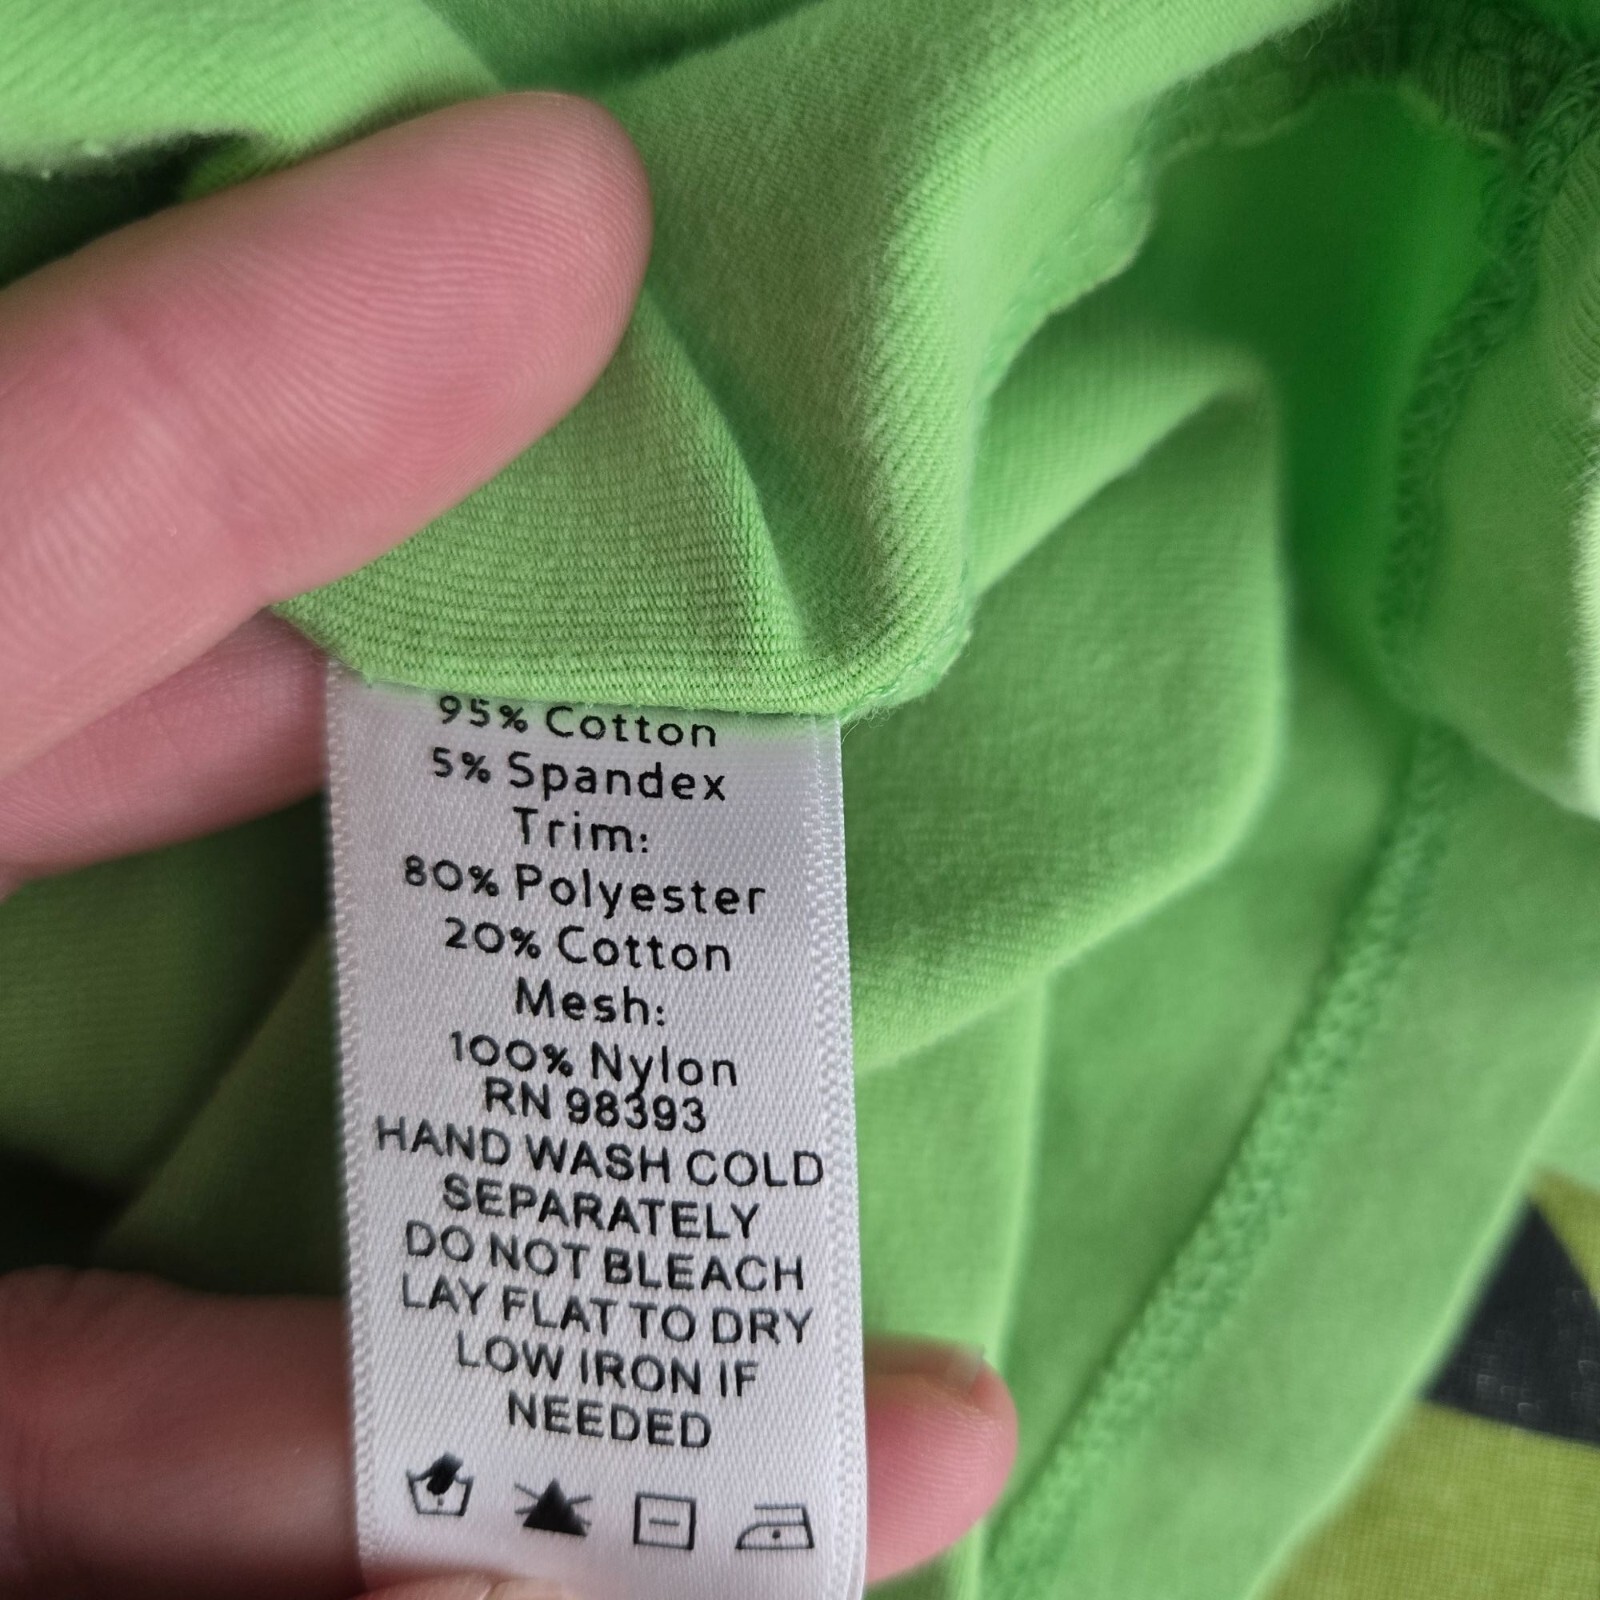 95% Cotton
5% Spandex
Trim:
80% Polyester
20% Cotton
Mesh:
100% Nylon
RN 98393
HAND WASH COLD
SEPARATELY
DO NOT BLEACH
LAY FLAT TO DRY
LOW IRON IF
NEEDED